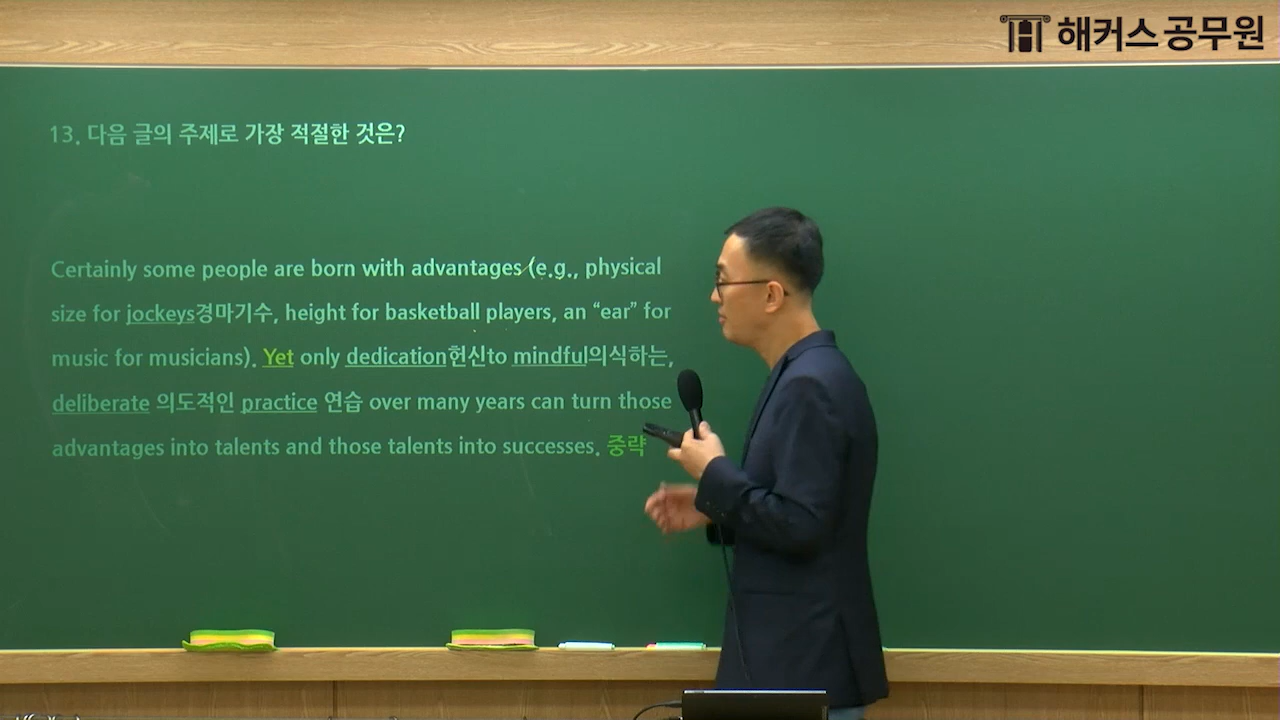 해커스 공무원
13. 다음 글의 주제로 가장 적절한 것은?
Certainly some people are born with advantages (e.g., physical
size for jockeys경마기수, height for basketball players, an “ear” for
music for musicians). Yet only dedication헌신to mindful의식하는,
deliberate 의도적인 practice 연습 over many years can turn those
advantages into talents and those talents into successes. 중략